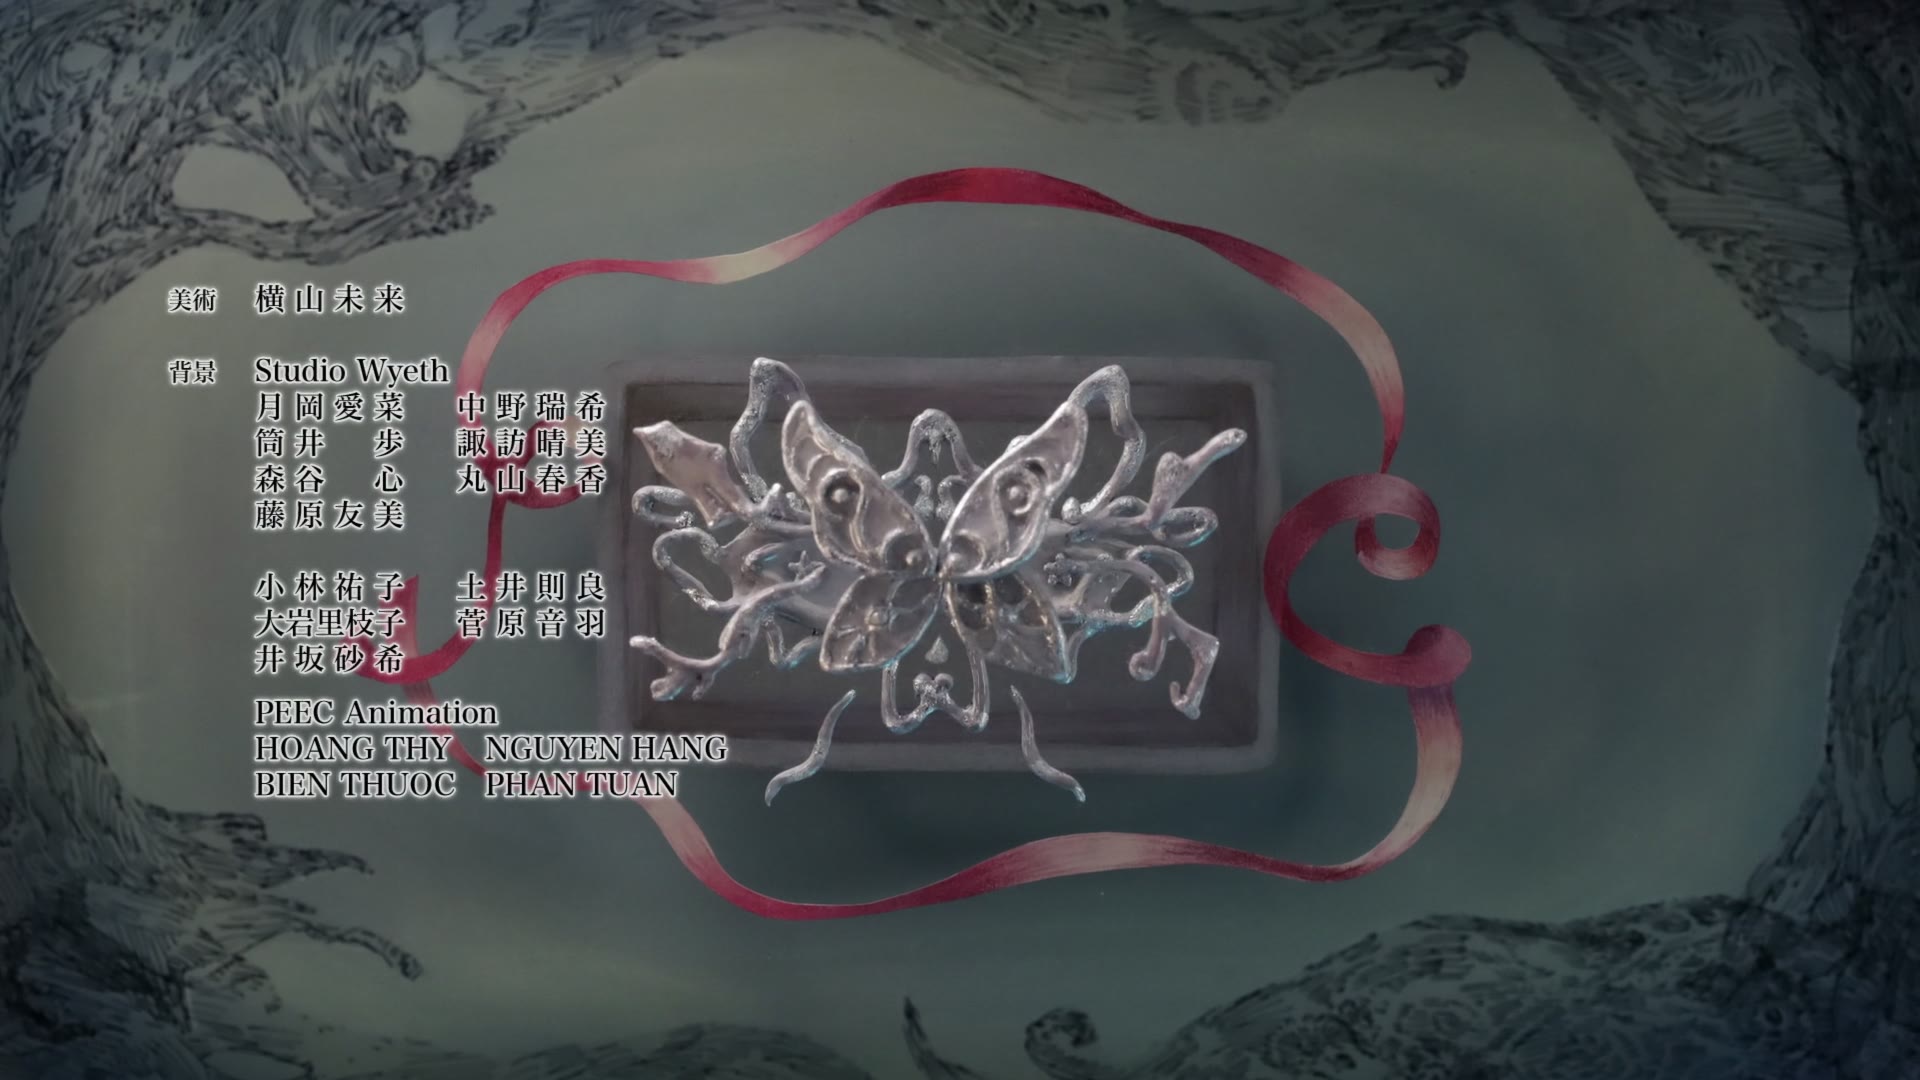 美術 横山未来
背景 Studio Wyeth
月岡愛菜 中野瑞希
筒井 歩 諏訪晴美
森谷 心 丸山春香
藤原友美
小林祐子 土井則良
大岩里枝子 菅原音羽
井坂砂希
PEEC Animation
HOANG THY NGUYEN HANG
BIEN THUOC PHAN TUAN